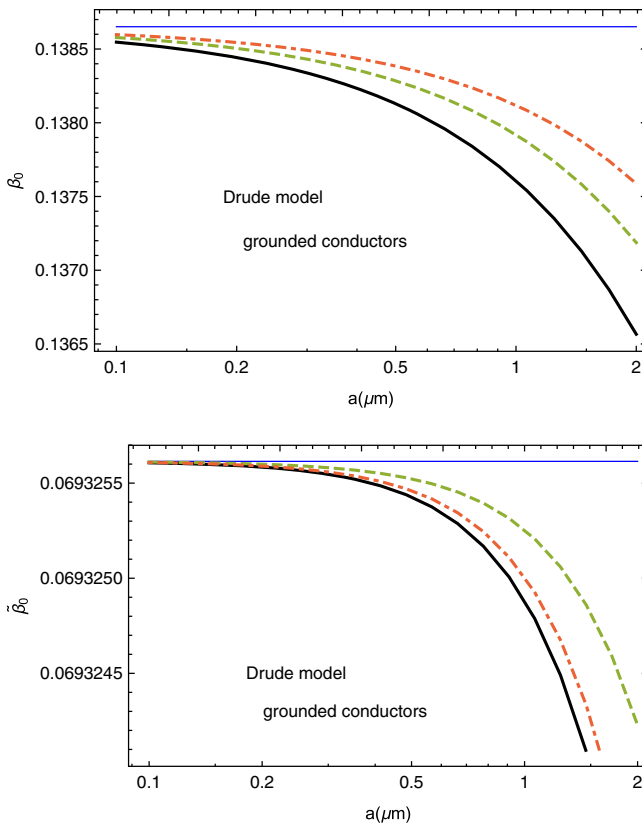 0.1385
0.1380
β₀
0.1375
Drude model
0.1370
grounded conductors
0.1365
0.1 0.2 0.5 1 2
a(μm)
0.0693255
0.0693250
β̃₀
0.0693245
Drude model
grounded conductors
0.1 0.2 0.5 1 2
a(μm)